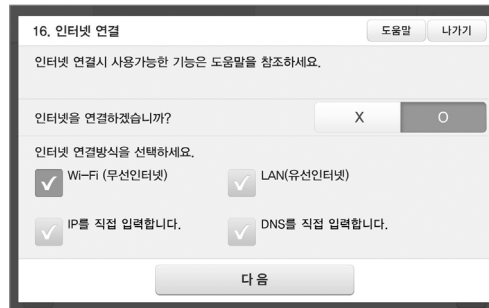 16. 인터넷 연결
도움말
나가기
인터넷 연결시 사용가능한 기능은 도움말을 참조하세요.
인터넷을 연결하겠습니까?
X
O
인터넷 연결방식을 선택하세요.
Wi-Fi (무선인터넷)
LAN(유선인터넷)
IP를 직접 입력합니다.
DNS를 직접 입력합니다.
다음